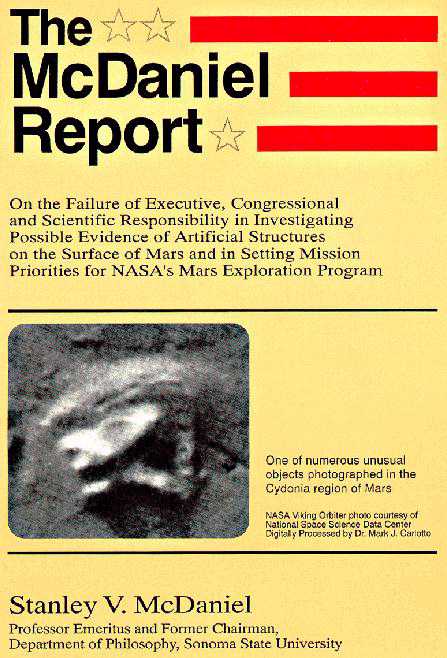 The
McDaniel
Report
On the Failure of Executive, Congressional
and Scientific Responsibility in Investigating
Possible Evidence of Artificial Structures
on the Surface of Mars and in Setting Mission
Priorities for NASA's Mars Exploration Program
One of numerous unusual
objects photographed in the
Cydonia region of Mars
NASA Viking Orbiter photo courtesy of
National Space Science Data Center
Digitally Processed by Dr. Mark J. Carlotto
Stanley V. McDaniel
Professor Emeritus and Former Chairman,
Department of Philosophy, Sonoma State University